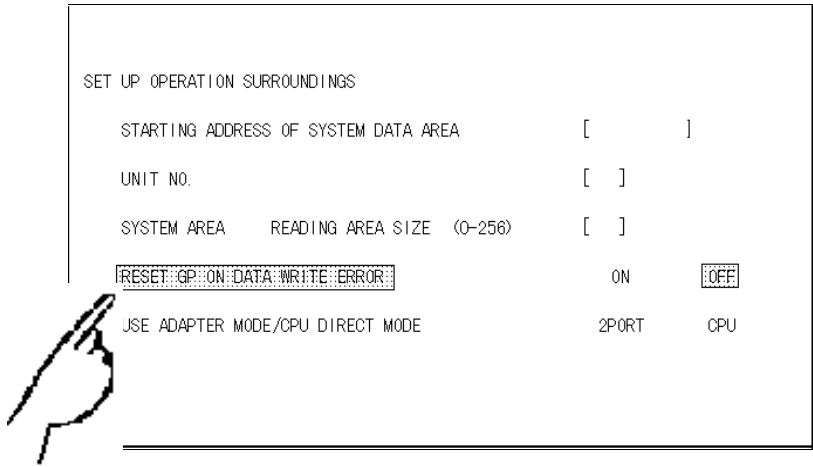 SET UP OPERATION SURROUNDINGS
STARTING ADDRESS OF SYSTEM DATA AREA [ ]
UNIT NO. [ ]
SYSTEM AREA READING AREA SIZE (0-256) [ ]
RESET GP ON DATA WRITE ERROR ON OFF
USE ADAPTER MODE/CPU DIRECT MODE 2PORT CPU